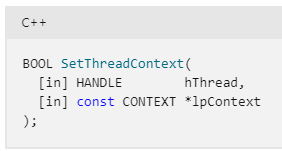 C++
BOOL SetThreadContext(
  [in] HANDLE        hThread,
  [in] const CONTEXT *lpContext
);